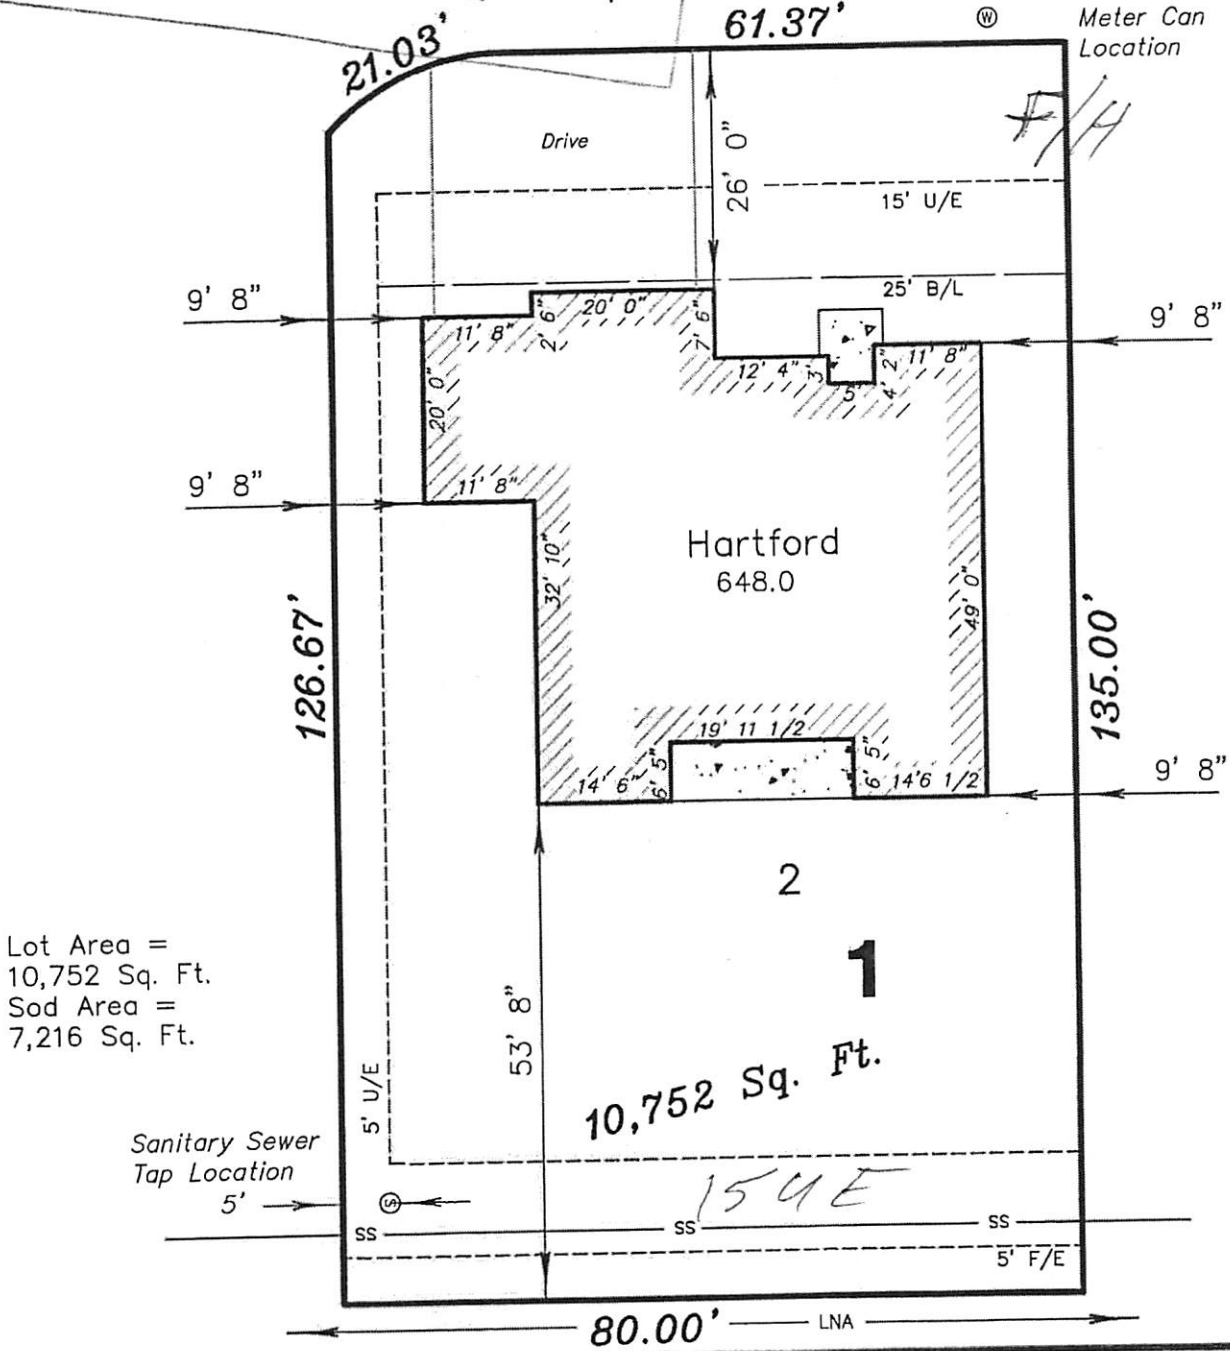 21.03'
61.37'
W
Meter Can
Location
F/H
Drive
26' 0"
15' U/E
25' B/L
9' 8"
9' 8"
11' 8"
2' 6"
20' 0"
7' 6"
12' 4"
3'
5'
4' 2"
11' 8"
20' 0"
9' 8"
11' 8"
32' 10"
Hartford
648.0
49' 0"
126.67'
135.00'
19' 11 1/2
14' 6"
6' 5"
6' 5"
14'6 1/2
9' 8"
2
1
Lot Area =
10,752 Sq. Ft.
Sod Area =
7,216 Sq. Ft.
53' 8"
10,752 Sq. Ft.
5' U/E
Sanitary Sewer
Tap Location
5'
S
15 U E
SS
SS
SS
5' F/E
80.00'
LNA